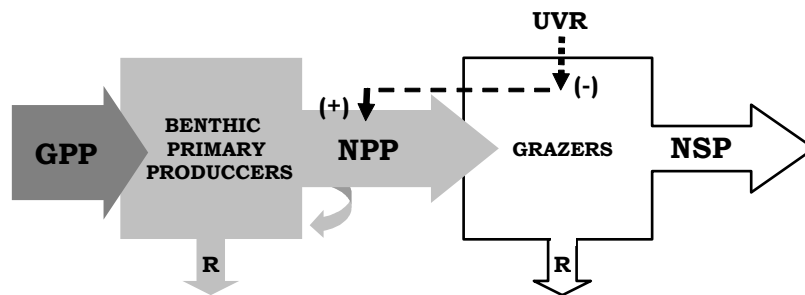 UVR
(-)
(+)
GPP
BENTHIC
PRIMARY
PRODUCCERS
NPP
GRAZERS
NSP
R
R